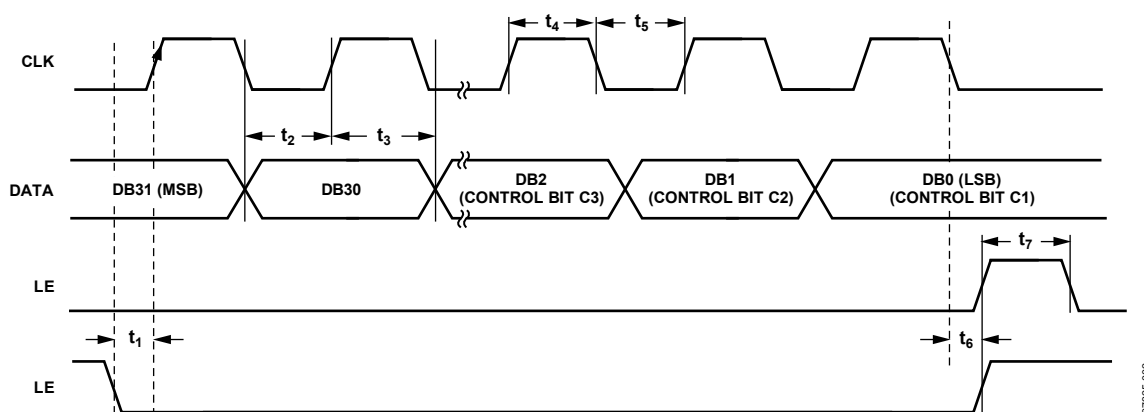 t4
t5
CLK
t2
t3
DATA
DB31 (MSB)
DB30
DB2
(CONTROL BIT C3)
DB1
(CONTROL BIT C2)
DB0 (LSB)
(CONTROL BIT C1)
t7
LE
t1
t6
LE